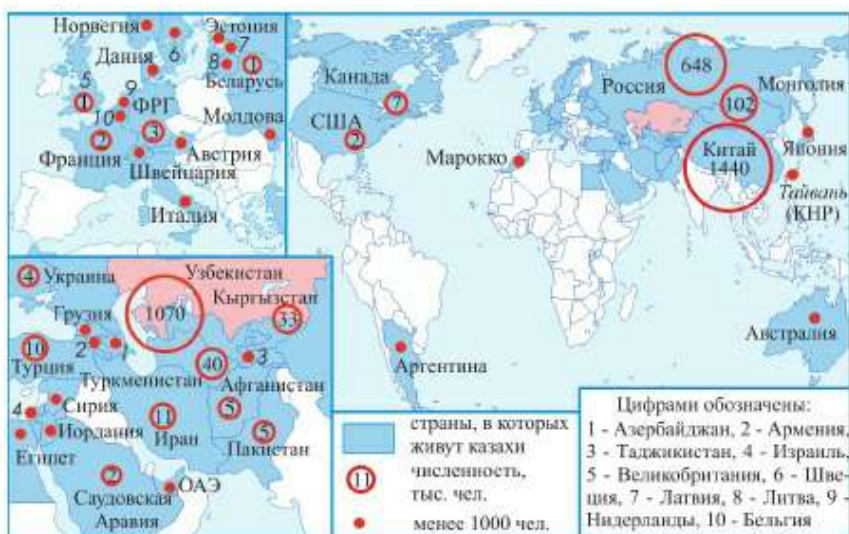 Норвегия
Эстония
Дания
6
7
8
1
Беларусь
5
1
9
ФРГ
10
Молдова
2
3
Франция
Австрия
Швейцария
Италия
4
Украина
Узбекистан
1070
Кыргызстан
33
Грузия
10
2
1
Турция
40
3
Туркменистан
Афганистан
4
Сирия
11
5
5
Иордания
Иран
Пакистан
Египет
2
ОАЭ
Саудовская
Аравия
Канада
7
США
2
Россия
648
Монголия
102
Марокко
Китай
1440
Япония
Тайвань
(КНР)
Аргентина
Австралия
страны, в которых
живут казахи
11
численность,
тыс. чел.
менее 1000 чел.
Цифрами обозначены:
1 - Азербайджан, 2 - Армения,
3 - Таджикистан, 4 - Израиль,
5 - Великобритания, 6 - Шве-
ция, 7 - Латвия, 8 - Литва, 9 -
Нидерланды, 10 - Бельгия